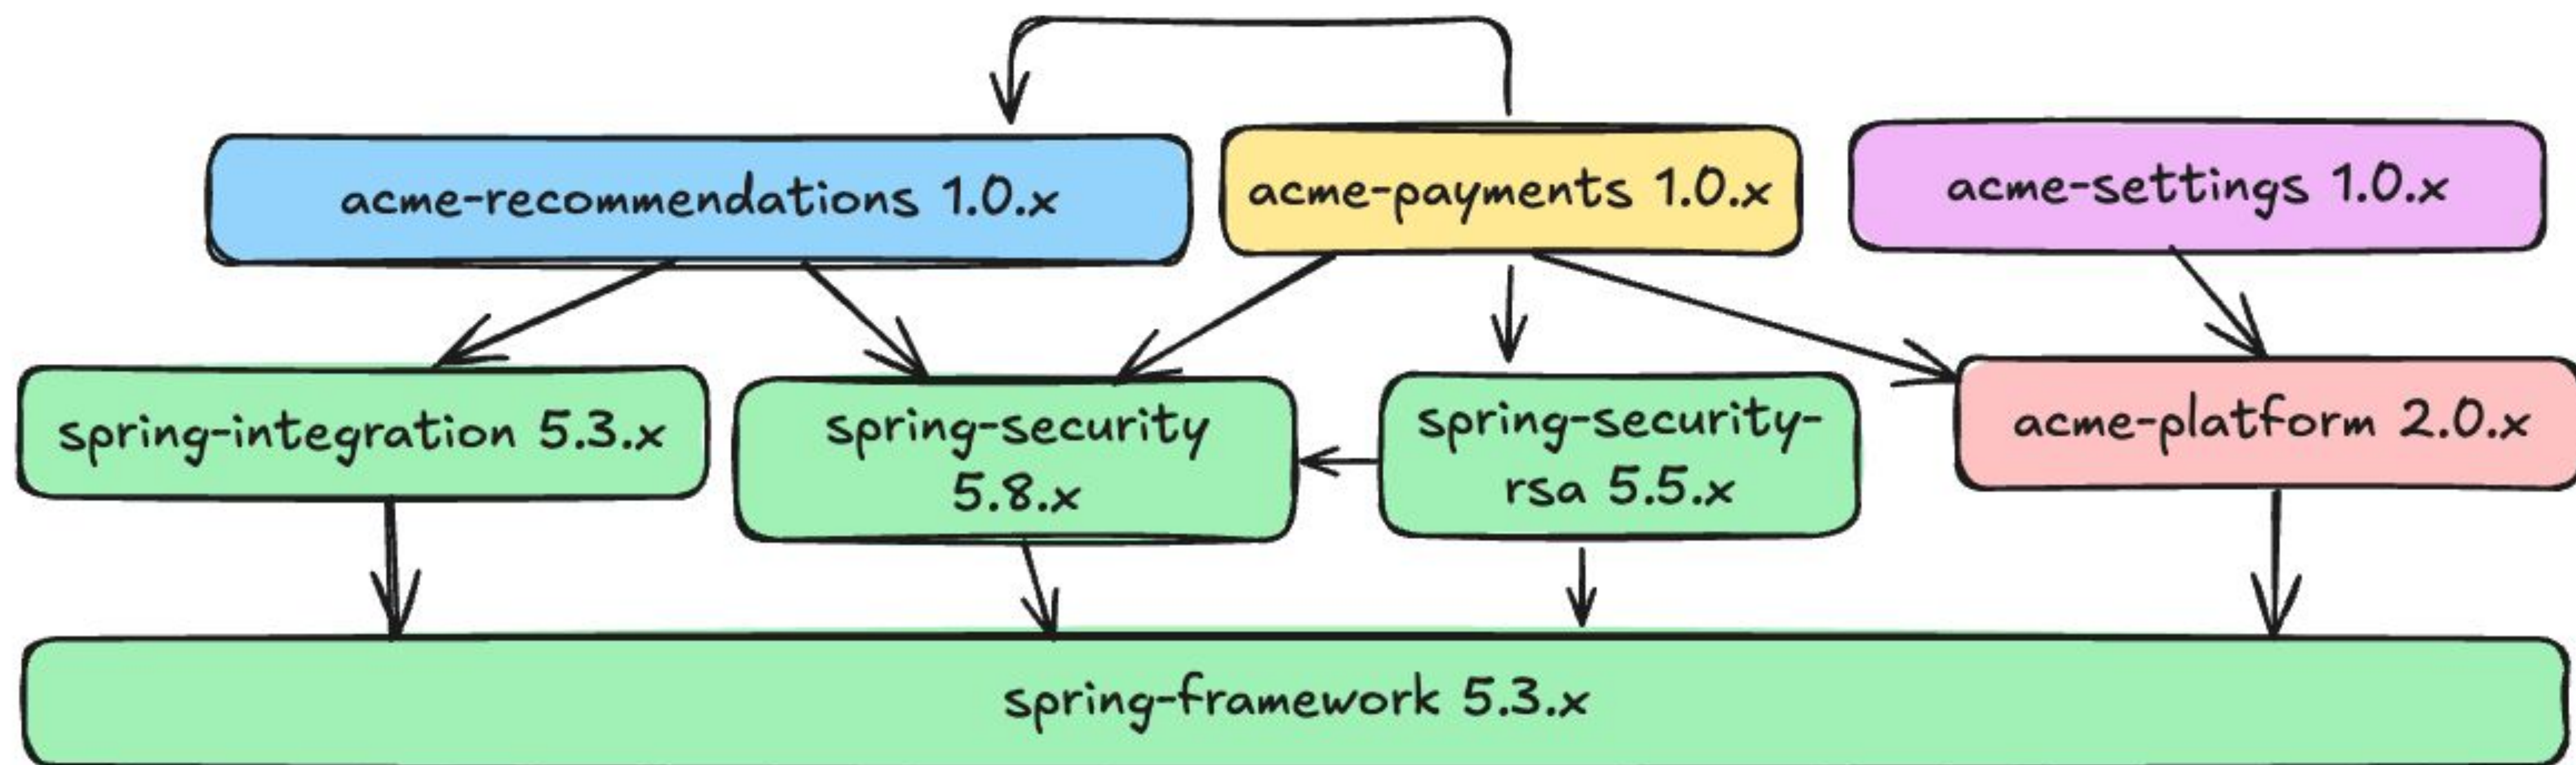 acme-recommendations 1.0.x
acme-payments 1.0.x
acme-settings 1.0.x
spring-integration 5.3.x
spring-security
5.8.x
spring-security-
rsa 5.5.x
acme-platform 2.0.x
spring-framework 5.3.x